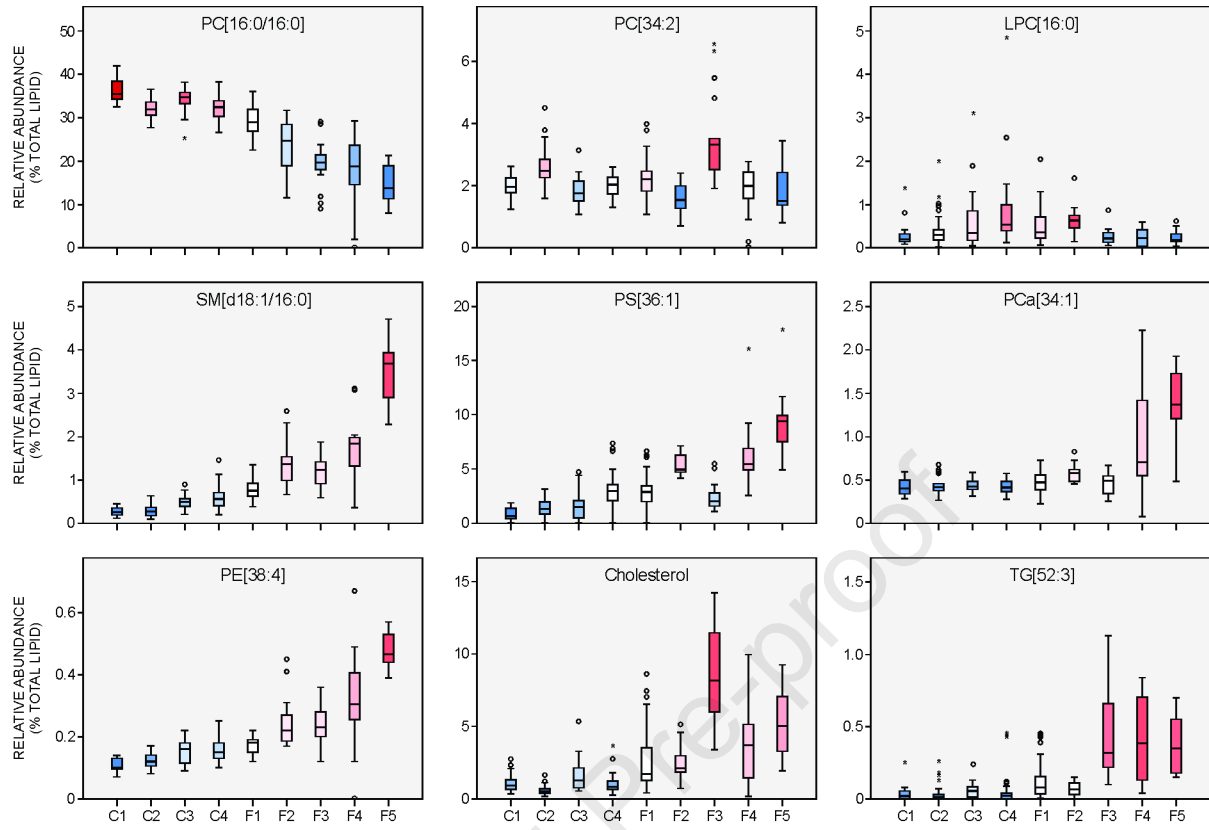 PC[16:0/16:0]
PC[34:2]
LPC[16:0]
RELATIVE ABUNDANCE
(% TOTAL LIPID)
50
40
30
20
10
0
6
4
2
0
5
4
3
2
1
0
SM[d18:1/16:0]
PS[36:1]
PCa[34:1]
RELATIVE ABUNDANCE
(% TOTAL LIPID)
5
4
3
2
1
0
20
15
10
5
0
2.5
2.0
1.5
1.0
0.5
0
PE[38:4]
Cholesterol
TG[52:3]
RELATIVE ABUNDANCE
(% TOTAL LIPID)
0.6
0.4
0.2
0
15
10
5
0
1.5
1.0
0.5
0
C1 C2 C3 C4 F1 F2 F3 F4 F5
C1 C2 C3 C4 F1 F2 F3 F4 F5
C1 C2 C3 C4 F1 F2 F3 F4 F5
Pre-proof